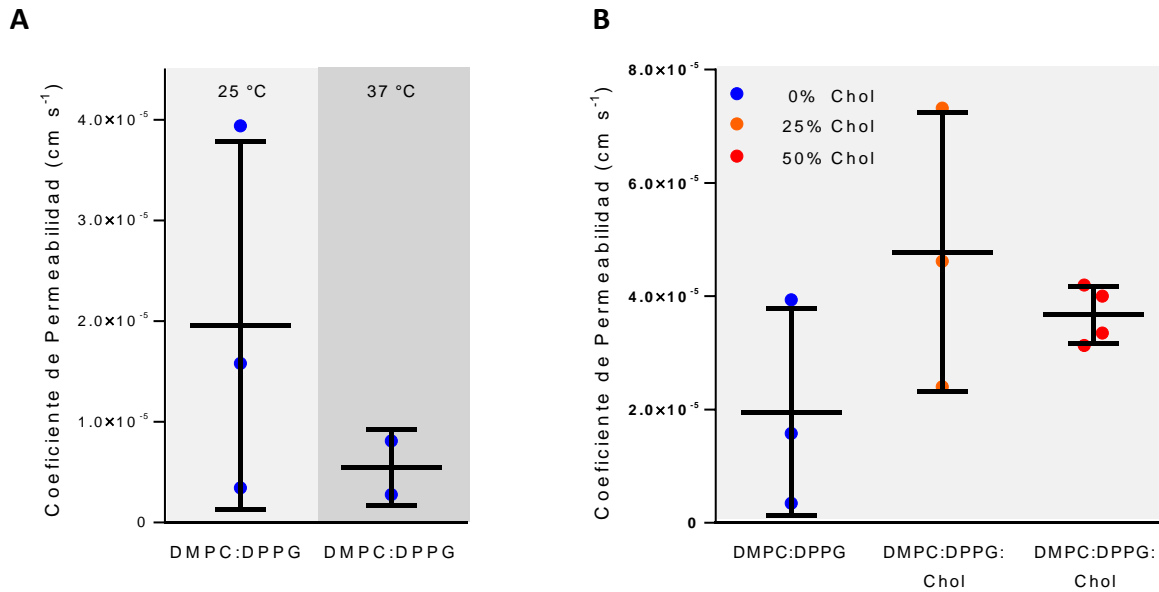 A
Coeficiente de Permeabilidad (cm s⁻¹)
25 °C
37 °C
4.0×10⁻⁵
3.0×10⁻⁵
2.0×10⁻⁵
1.0×10⁻⁵
0
DMPC:DPPG
DMPC:DPPG
B
Coeficiente de Permeabilidad (cm s⁻¹)
8.0×10⁻⁵
6.0×10⁻⁵
4.0×10⁻⁵
2.0×10⁻⁵
0
0% Chol
25% Chol
50% Chol
DMPC:DPPG
DMPC:DPPG:
Chol
DMPC:DPPG:
Chol